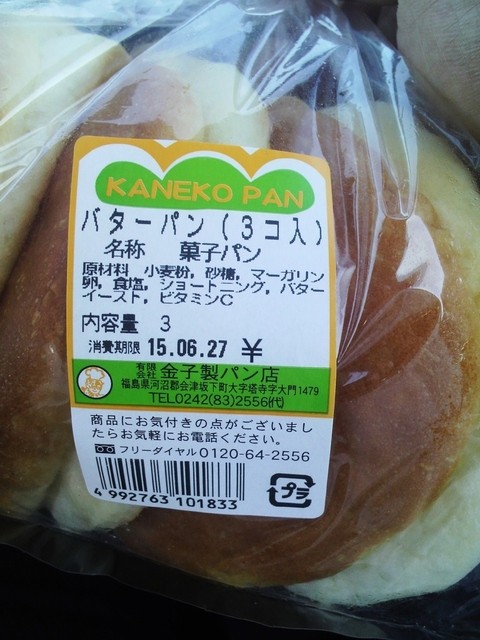 KANEKO PAN
バターパン(3コ入)
名称 菓子パン
原材料 小麦粉, 砂糖, マーガリン
卵, 食塩, ショートニング, バター
イースト, ビタミンC
内容量 3
消費期限 15.06.27 ¥
有限会社 金子製パン店
福島県河沼郡会津坂下町大字塔寺字大門1479
TEL0242(83)2556(代)
商品にお気付きの点がございまし
たらお気軽にお電話ください。
フリーダイヤル0120-64-2556
4 992763 101833
プラ